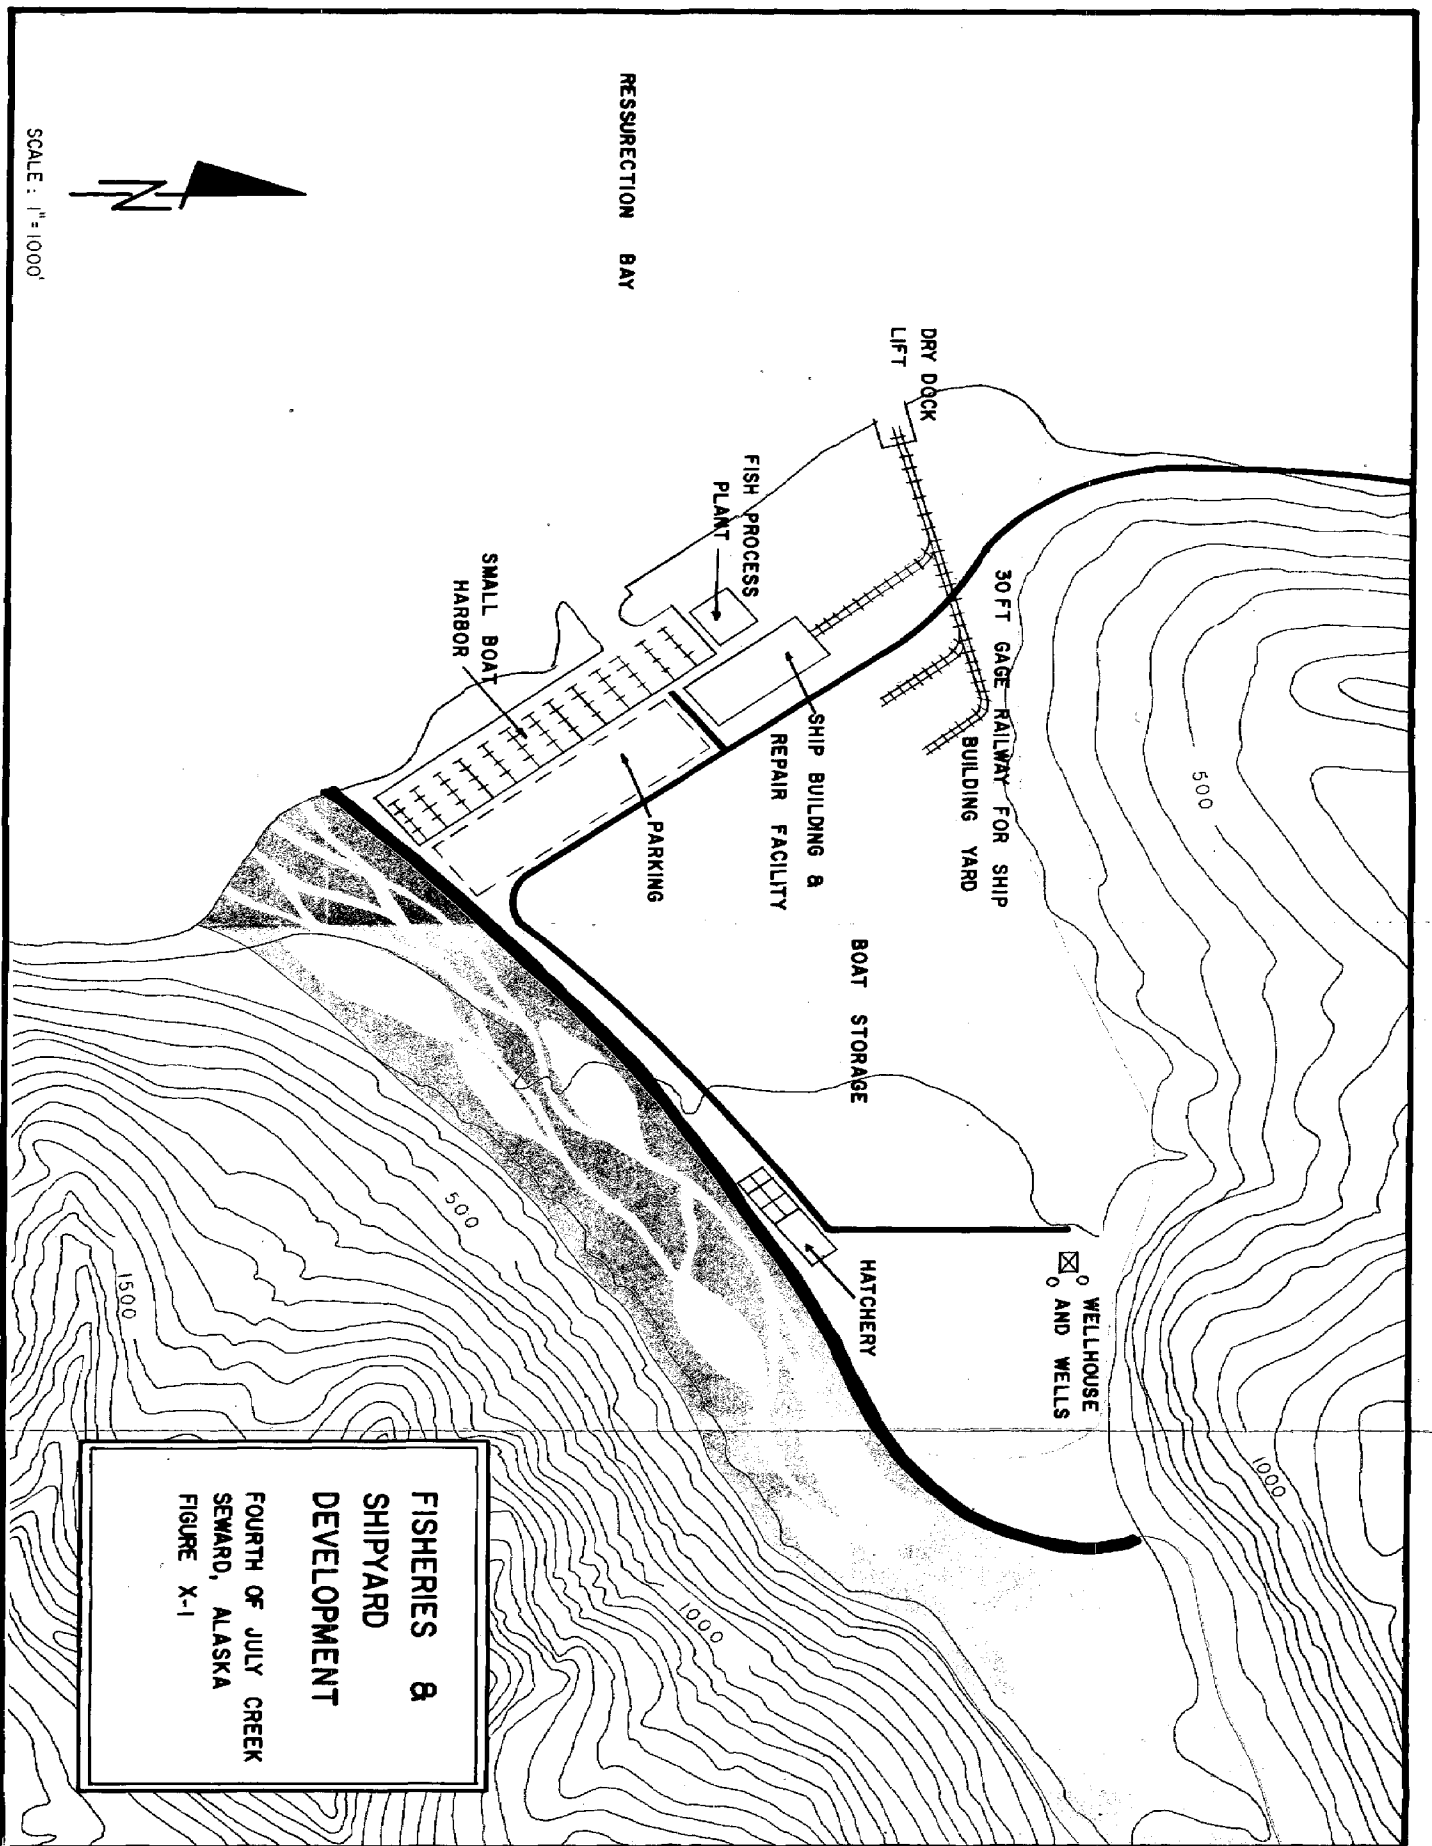 RESSURECTION BAY
SCALE : 1"=1000'
N
DRY DOCK
LIFT
FISH PROCESS
PLANT
SMALL BOAT
HARBOR
30 FT GAGE RAILWAY FOR SHIP
BUILDING YARD
SHIP BUILDING &
REPAIR FACILITY
PARKING
BOAT STORAGE
HATCHERY
WELLHOUSE
AND WELLS
500
1000
500
1500
1000
FISHERIES &
SHIPYARD
DEVELOPMENT
FOURTH OF JULY CREEK
SEWARD, ALASKA
FIGURE X-1